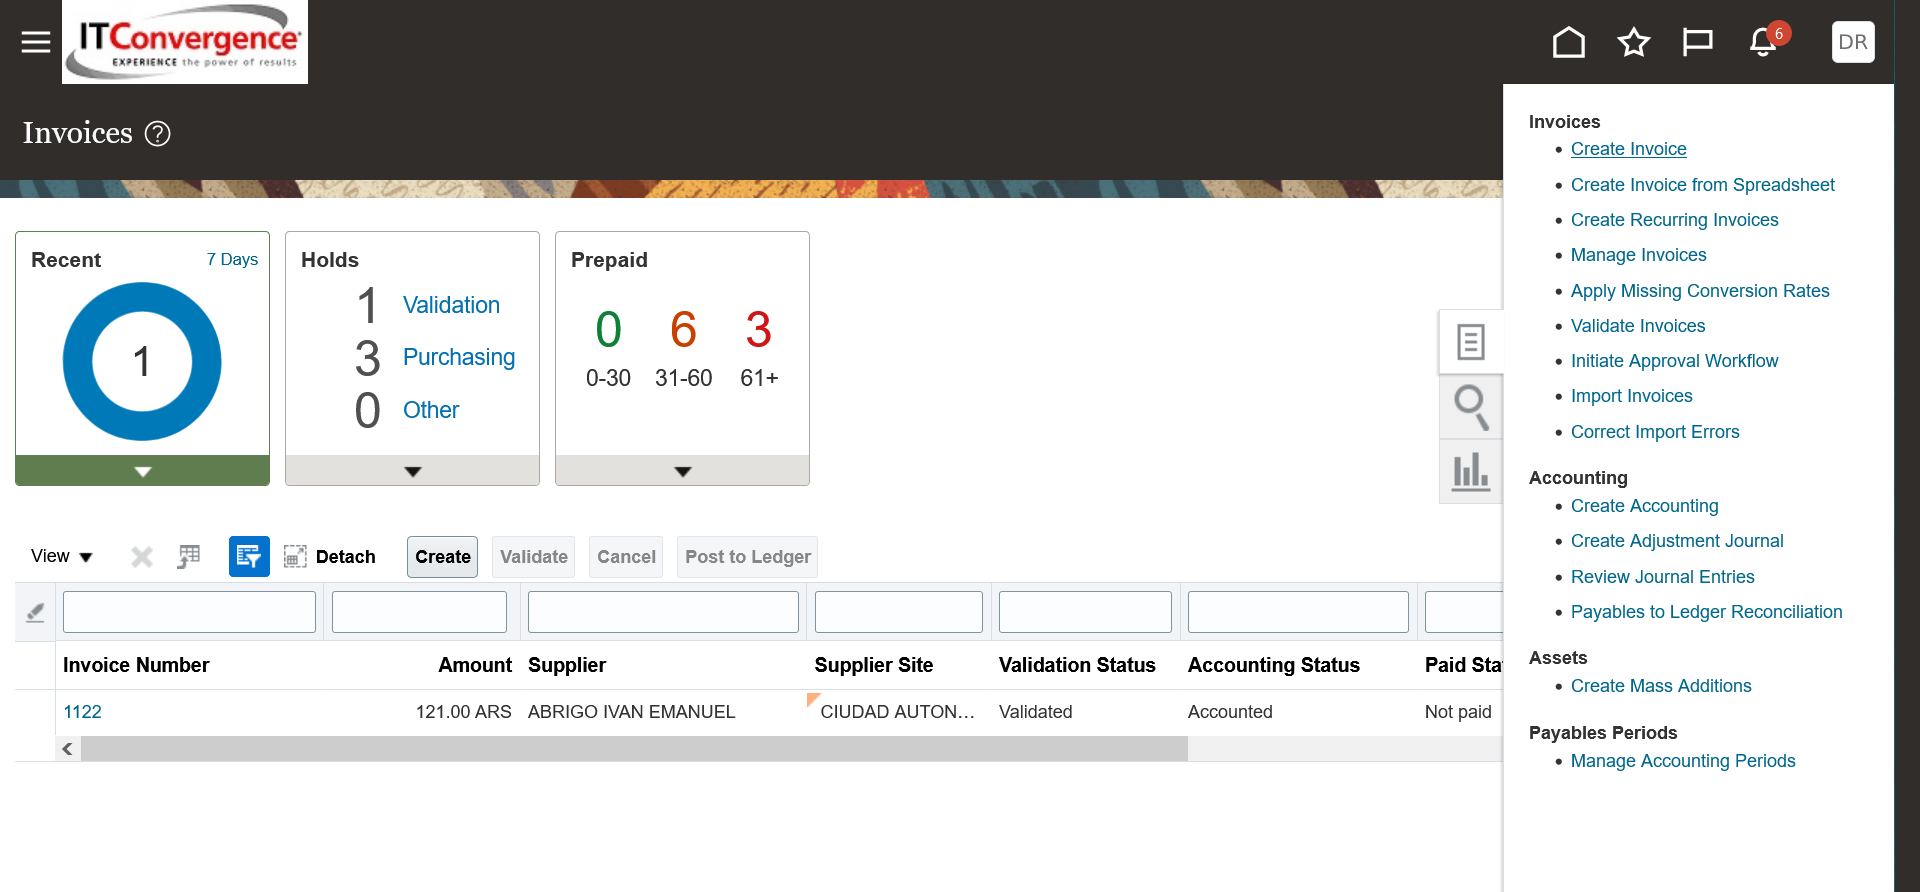 ITConvergence
EXPERIENCE the power of results
6
DR
Invoices
Recent
7 Days
1
Holds
1 Validation
3 Purchasing
0 Other
Prepaid
0 6 3
0-30 31-60 61+
View
Detach
Create
Validate
Cancel
Post to Ledger
Invoice Number Amount Supplier Supplier Site Validation Status Accounting Status Paid Sta
1122 121.00 ARS ABRIGO IVAN EMANUEL CIUDAD AUTON... Validated Accounted Not paid
Invoices
• Create Invoice
• Create Invoice from Spreadsheet
• Create Recurring Invoices
• Manage Invoices
• Apply Missing Conversion Rates
• Validate Invoices
• Initiate Approval Workflow
• Import Invoices
• Correct Import Errors
Accounting
• Create Accounting
• Create Adjustment Journal
• Review Journal Entries
• Payables to Ledger Reconciliation
Assets
• Create Mass Additions
Payables Periods
• Manage Accounting Periods